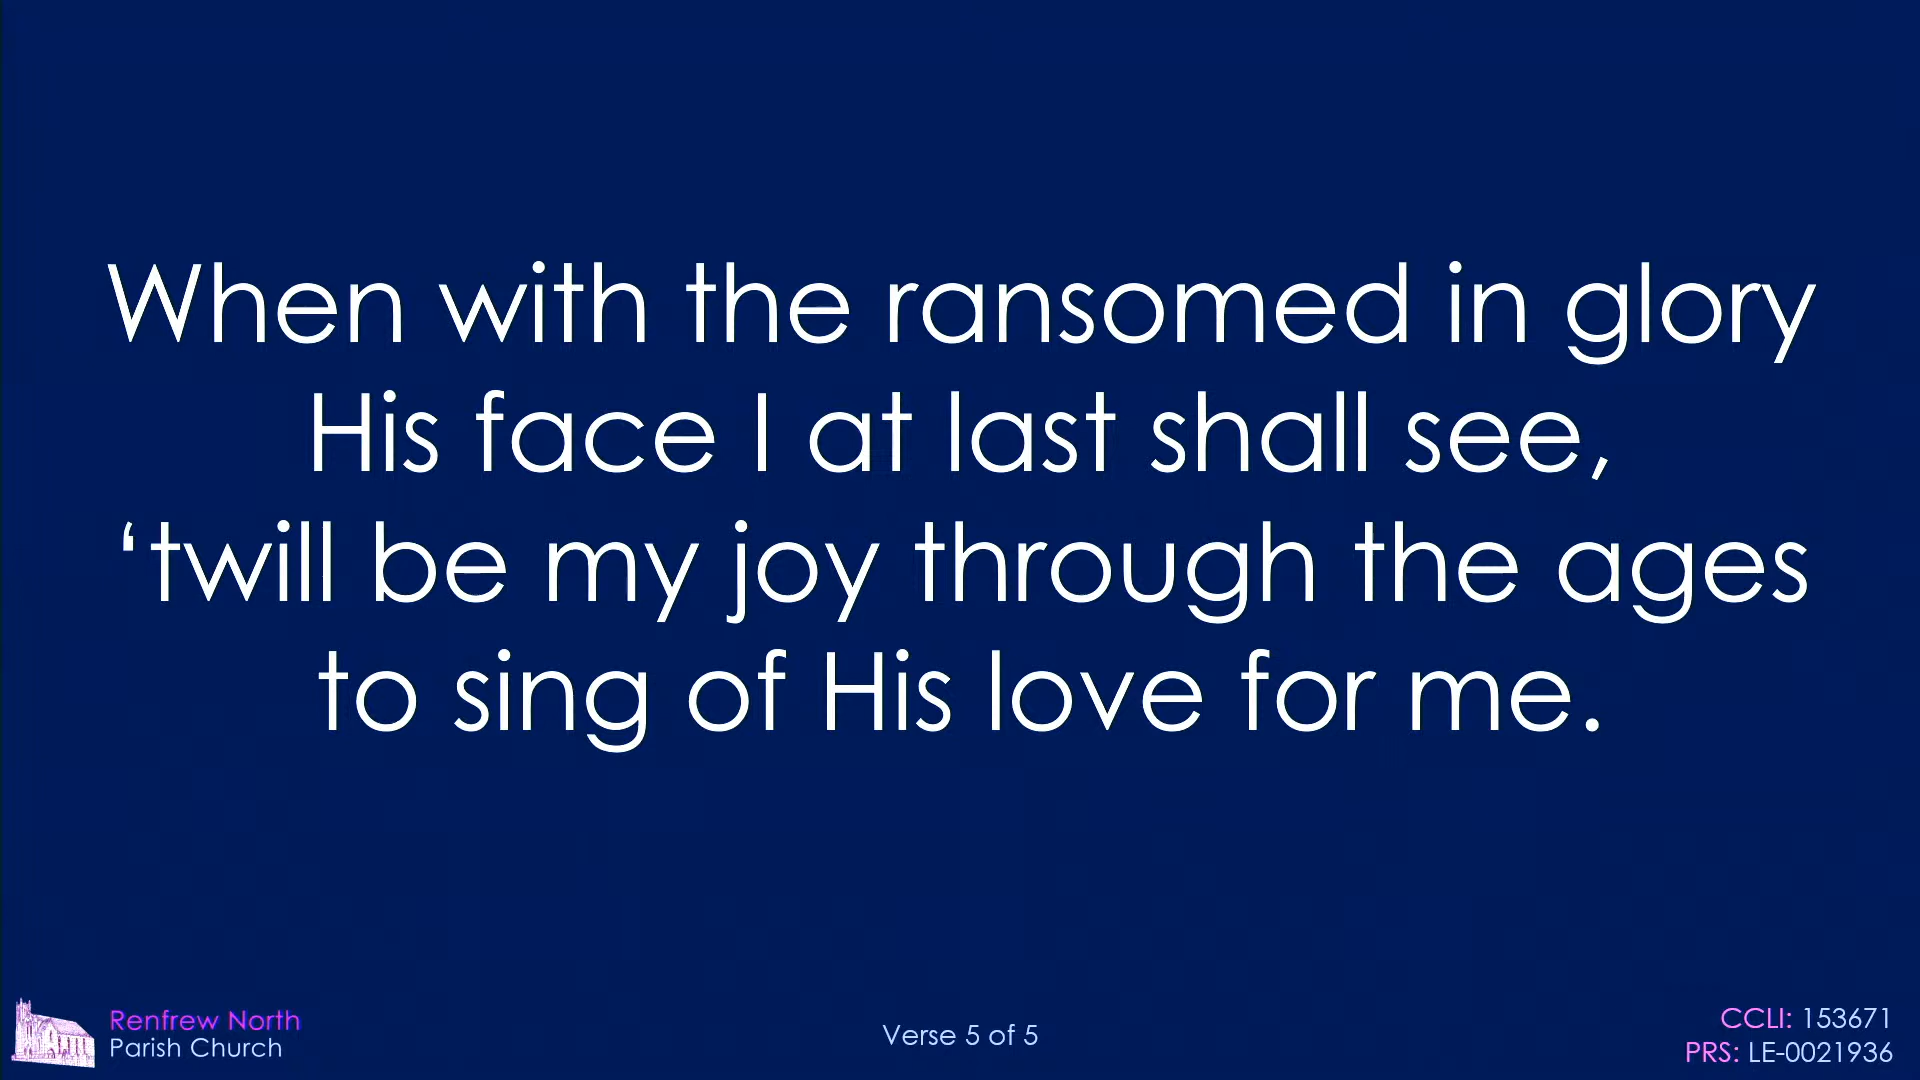 When with the ransomed in glory
His face I at last shall see,
‘twill be my joy through the ages
to sing of His love for me.
Renfrew North
Parish Church
Verse 5 of 5
CCLI: 153671
PRS: LE-0021936